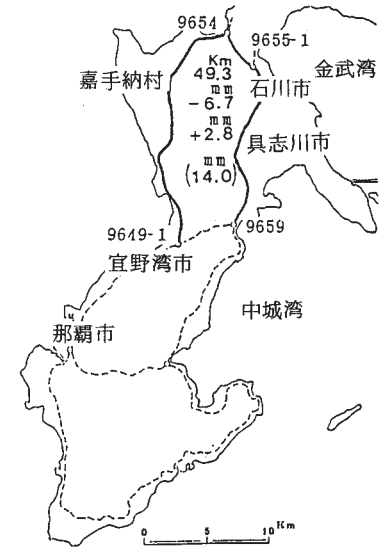 9654
9655-1
金武湾
Km
49.3
嘉手納村
石川市
mm
-6.7
mm
+2.8
具志川市
mm
(14.0)
9649-1
9659
宜野湾市
中城湾
那覇市
0 5 10 Km